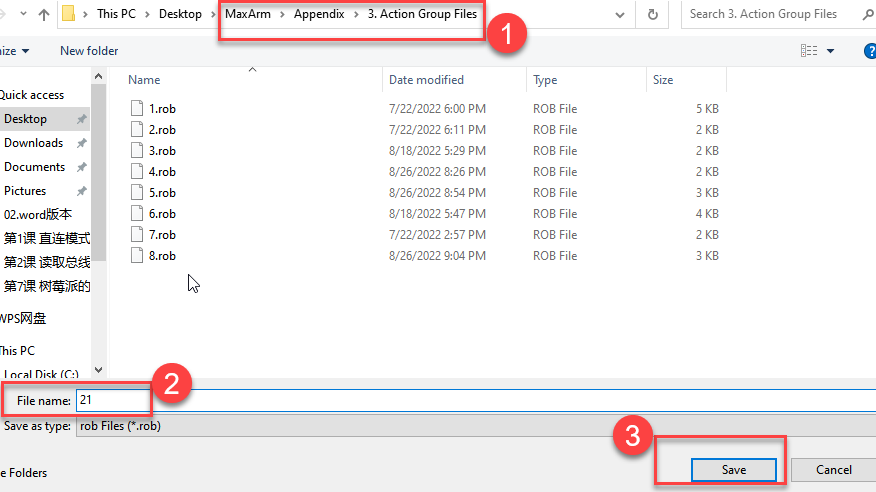 This PC > Desktop > MaxArm > Appendix > 3. Action Group Files
Search 3. Action Group Files
1
ize
New folder
Name
Date modified
Type
Size
Quick access
Desktop
Downloads
Documents
Pictures
02.word版本
第1课 直连模式
第2课 读取总线
第7课 树莓派的
WPS网盘
This PC
Local Disk (C:)
1.rob 7/22/2022 6:00 PM ROB File 5 KB
2.rob 7/22/2022 6:11 PM ROB File 2 KB
3.rob 8/18/2022 5:29 PM ROB File 2 KB
4.rob 8/26/2022 8:26 PM ROB File 2 KB
5.rob 8/26/2022 8:54 PM ROB File 3 KB
6.rob 8/18/2022 5:47 PM ROB File 4 KB
7.rob 7/22/2022 2:57 PM ROB File 2 KB
8.rob 8/26/2022 9:04 PM ROB File 3 KB
2
File name: 21
Save as type: rob Files (*.rob)
3
e Folders
Save
Cancel